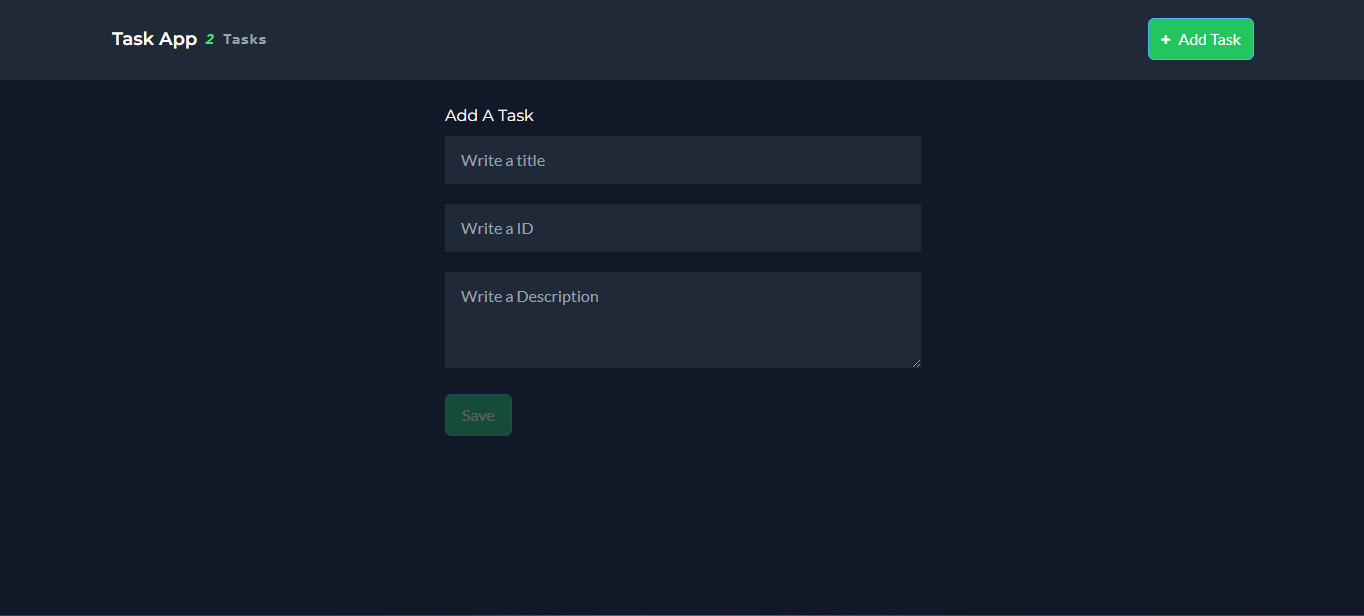 Task App 2 Tasks
+ Add Task
Add A Task
Write a title
Write a ID
Write a Description
Save